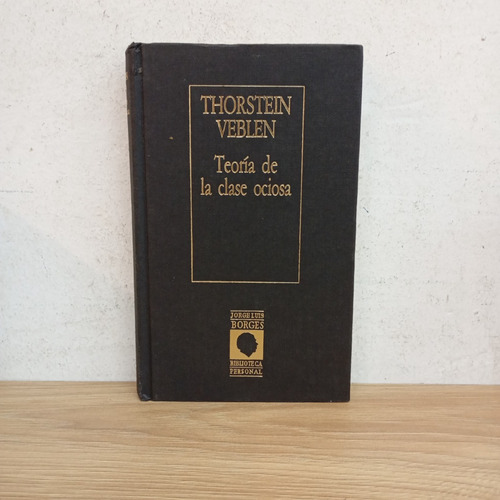 THORSTEIN
VEBLEN
Teoría de
la clase ociosa
JORGE LUIS
BORGES
BIBLIOTECA
PERSONAL